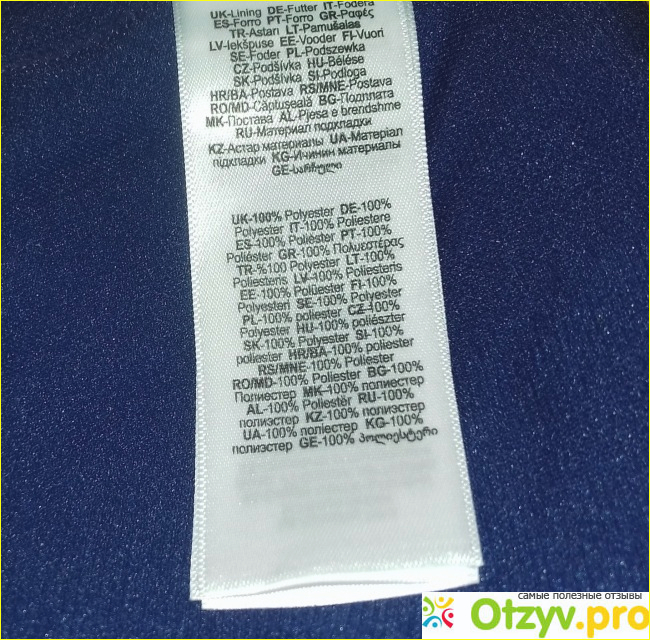 UK-Lining DE-Futter IT-Fodera
ES-Forro PT-Forro GR-Ραφές
TR-Astarı LT-Pamušalas
LV-Iekšpuse EE-Vooder FI-Vuori
SE-Foder PL-Podszewka
CZ-Podšívka HU-Bélése
SK-Podšívka SI-Podloga
HR/BA-Postava RS/MNE-Postava
RO/MD-Căptușeală BG-Подплата
MK-Постава AL-Pjesa e brendshme
RU-Материал подкладки
KZ-Астар материалы UA-Матеріал
підкладки KG-Ичинин материалы
GE-სარჩული
UK-100% Polyester DE-100%
Polyester IT-100% Poliestere
ES-100% Poliéster PT-100%
Poliéster GR-100% Πολυεστέρας
TR-%100 Polyester LT-100%
Poliesteris LV-100% Poliesteris
EE-100% Polüester FI-100%
Polyesteri SE-100% Polyester
PL-100% poliester CZ-100%
Polyester HU-100% poliészter
SK-100% Polyester SI-100%
poliester HR/BA-100% poliester
RS/MNE-100% Poliester
RO/MD-100% Poliester BG-100%
Полиестер MK-100% полиестер
AL-100% Poliestër RU-100%
полиэстер KZ-100% полиэстер
UA-100% поліестер KG-100%
полиэстер GE-100% პოლიესტერი
самые полезные отзывы
Otzyv.pro